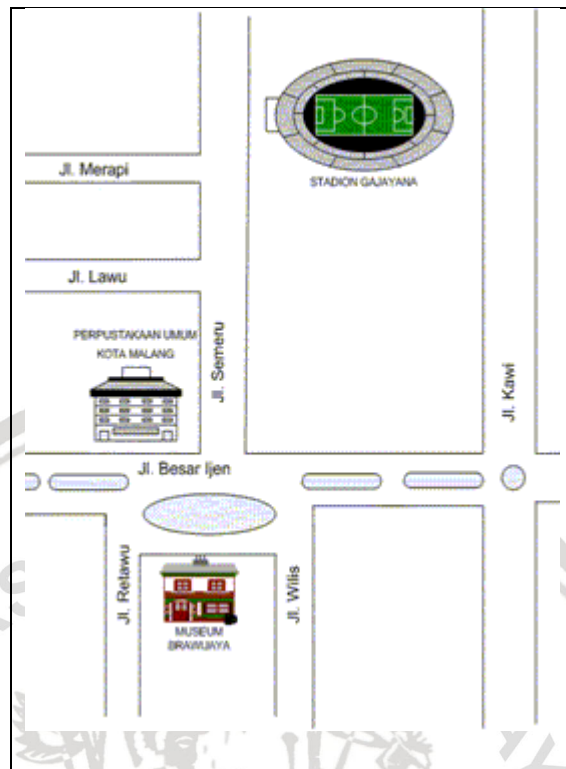 Jl. Merapi
STADION GAJAYANA
Jl. Lawu
PERPUSTAKAAN UMUM
KOTA MALANG
Jl. Semeru
Jl. Kawi
Jl. Besar Ijen
Jl. Retawu
Jl. Wilis
MUSEUM
BRAWIJAYA